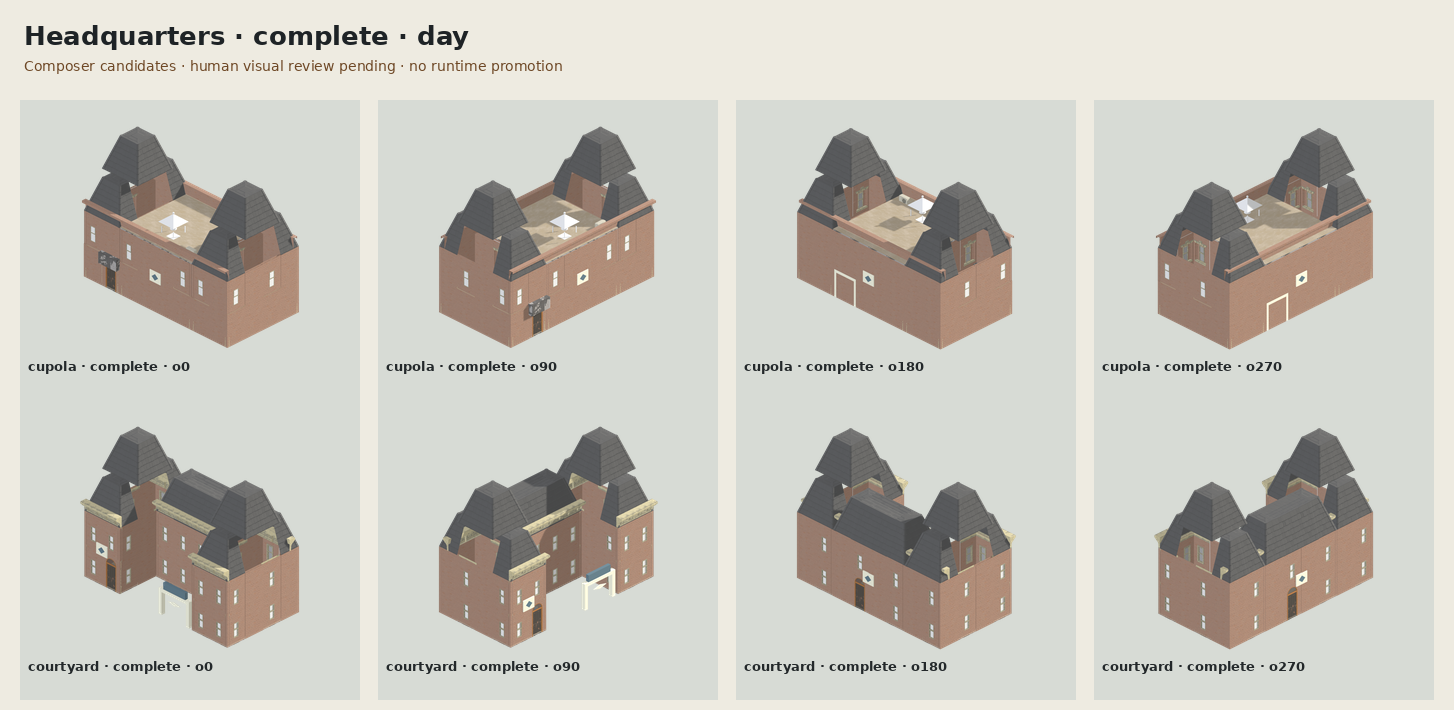 Headquarters · complete · day
Composer candidates · human visual review pending · no runtime promotion
cupola · complete · o0
cupola · complete · o90
cupola · complete · o180
cupola · complete · o270
courtyard · complete · o0
courtyard · complete · o90
courtyard · complete · o180
courtyard · complete · o270